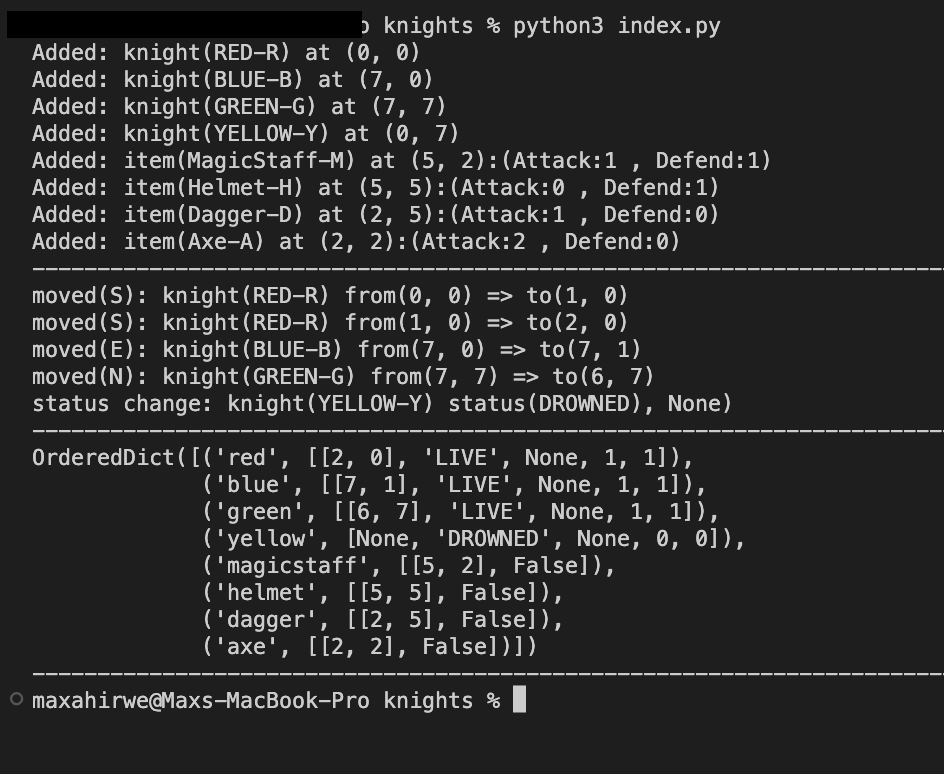 knights % python3 index.py
Added: knight(RED-R) at (0, 0)
Added: knight(BLUE-B) at (7, 0)
Added: knight(GREEN-G) at (7, 7)
Added: knight(YELLOW-Y) at (0, 7)
Added: item(MagicStaff-M) at (5, 2):(Attack:1 , Defend:1)
Added: item(Helmet-H) at (5, 5):(Attack:0 , Defend:1)
Added: item(Dagger-D) at (2, 5):(Attack:1 , Defend:0)
Added: item(Axe-A) at (2, 2):(Attack:2 , Defend:0)
----------------------------------------------------------------------
moved(S): knight(RED-R) from(0, 0) => to(1, 0)
moved(S): knight(RED-R) from(1, 0) => to(2, 0)
moved(E): knight(BLUE-B) from(7, 0) => to(7, 1)
moved(N): knight(GREEN-G) from(7, 7) => to(6, 7)
status change: knight(YELLOW-Y) status(DROWNED), None)
----------------------------------------------------------------------
OrderedDict([('red', [[2, 0], 'LIVE', None, 1, 1]),
             ('blue', [[7, 1], 'LIVE', None, 1, 1]),
             ('green', [[6, 7], 'LIVE', None, 1, 1]),
             ('yellow', [None, 'DROWNED', None, 0, 0]),
             ('magicstaff', [[5, 2], False]),
             ('helmet', [[5, 5], False]),
             ('dagger', [[2, 5], False]),
             ('axe', [[2, 2], False])])
----------------------------------------------------------------------
maxahirwe@Maxs-MacBook-Pro knights %